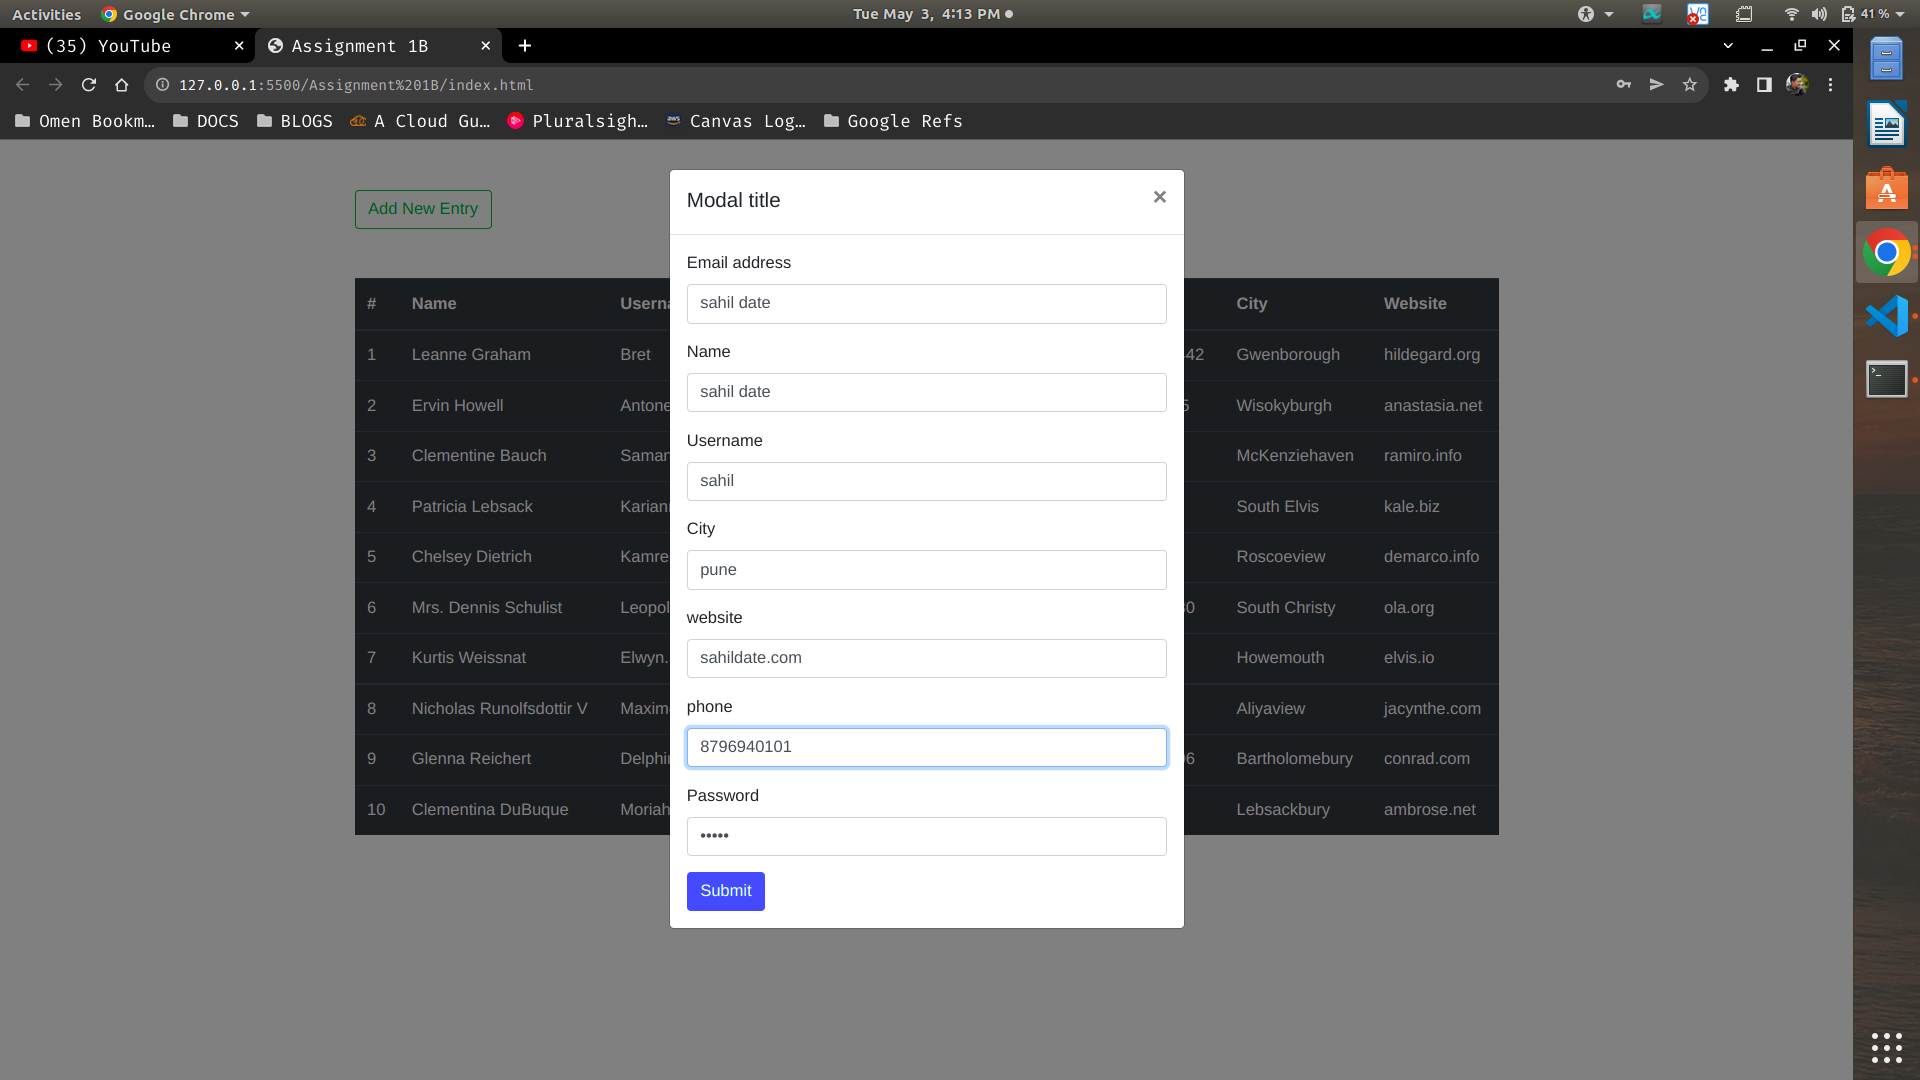 Activities Google Chrome Tue May 3, 4:13 PM 41 %
(35) YouTube Assignment 1B
127.0.0.1:5500/Assignment%201B/index.html
Omen Bookm… DOCS BLOGS A Cloud Gu… Pluralsigh… Canvas Log… Google Refs
Add New Entry
Modal title ×
Email address
sahil date
Name
sahil date
Username
sahil
City
pune
website
sahildate.com
phone
8796940101
Password
•••••
Submit
# Name Userna City Website
1 Leanne Graham Bret 42 Gwenborough hildegard.org
2 Ervin Howell Antone 5 Wisokyburgh anastasia.net
3 Clementine Bauch Saman McKenziehaven ramiro.info
4 Patricia Lebsack Karian South Elvis kale.biz
5 Chelsey Dietrich Kamre Roscoeview demarco.info
6 Mrs. Dennis Schulist Leopol 30 South Christy ola.org
7 Kurtis Weissnat Elwyn. Howemouth elvis.io
8 Nicholas Runolfsdottir V Maxim Aliyaview jacynthe.com
9 Glenna Reichert Delphi 06 Bartholomebury conrad.com
10 Clementina DuBuque Moriah Lebsackbury ambrose.net